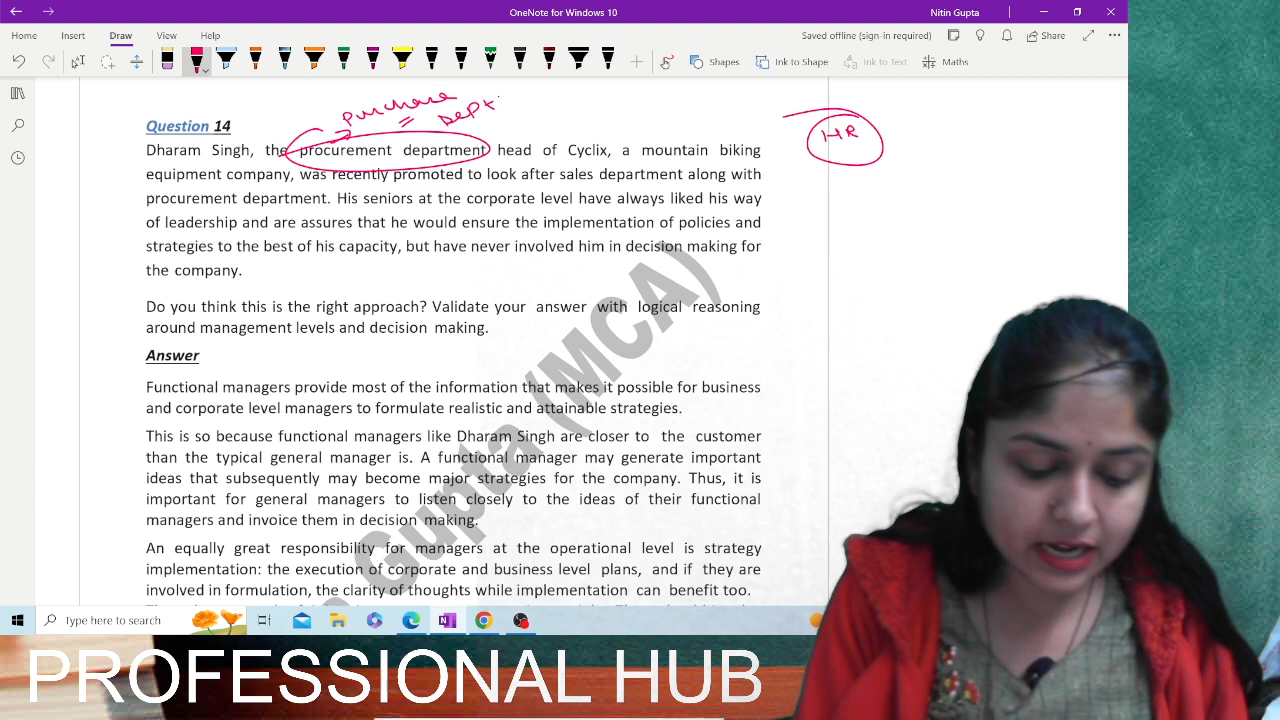 OneNote for Windows 10
Nitin Gupta
Home Insert Draw View Help
Saved offline (sign-in required)
Share
Shapes
Ink to Shape
Ink to Text
Maths
purchase
= Dept.
HR
Question 14
Dharam Singh, the procurement department head of Cyclix, a mountain biking
equipment company, was recently promoted to look after sales department along with
procurement department. His seniors at the corporate level have always liked his way
of leadership and are assures that he would ensure the implementation of policies and
strategies to the best of his capacity, but have never involved him in decision making for
the company.
Do you think this is the right approach? Validate your answer with logical reasoning
around management levels and decision making.
Answer
Functional managers provide most of the information that makes it possible for business
and corporate level managers to formulate realistic and attainable strategies.
This is so because functional managers like Dharam Singh are closer to the customer
than the typical general manager is. A functional manager may generate important
ideas that subsequently may become major strategies for the company. Thus, it is
important for general managers to listen closely to the ideas of their functional
managers and invoice them in decision making.
An equally great responsibility for managers at the operational level is strategy
implementation: the execution of corporate and business level plans, and if they are
involved in formulation, the clarity of thoughts while implementation can benefit too.
Gupta (MCA)
Type here to search
PROFESSIONAL HUB